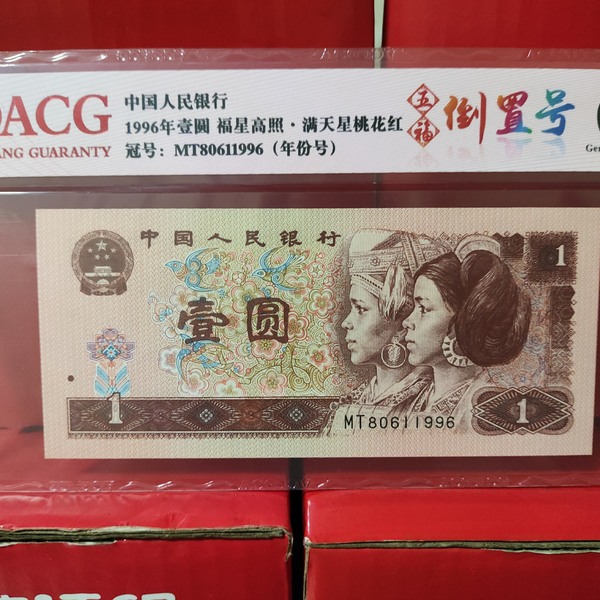 ACG
ANG GUARANTY
中国人民银行
1996年壹圆 福星高照·满天星桃花红
冠号：MT80611996（年份号）
五福
倒置号
Gen
中国人民银行
壹圆
1
1
MT80611996
1